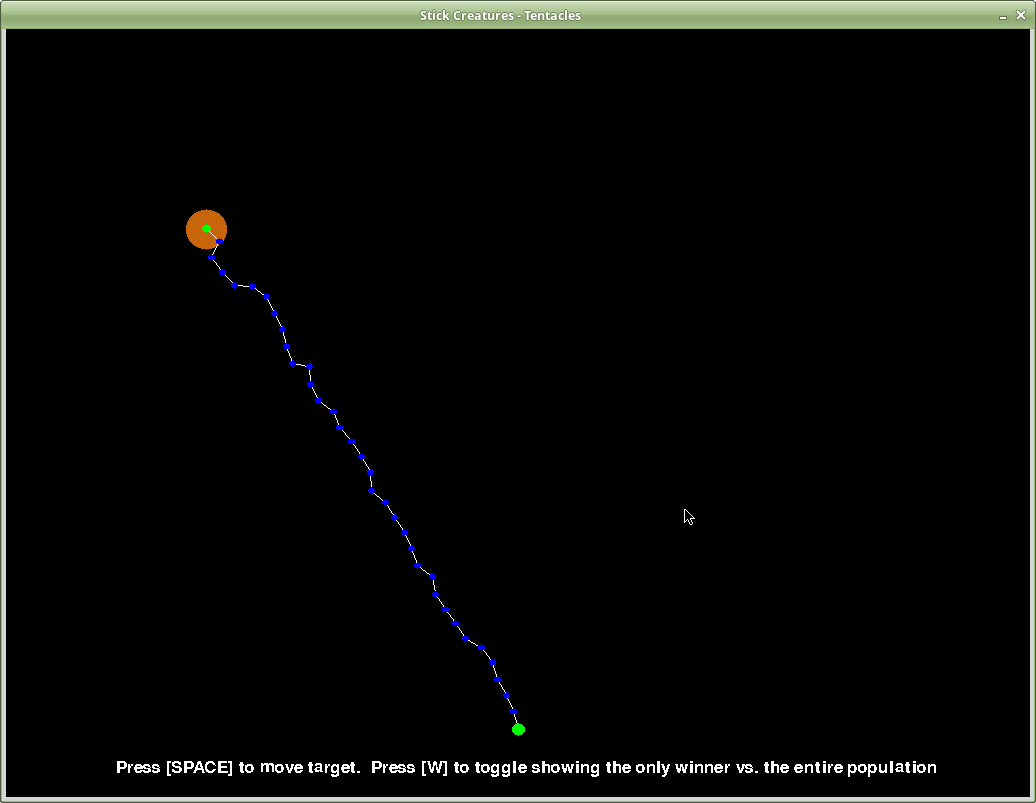 Stick Creatures - Tentacles
Press [SPACE] to move target.  Press [W] to toggle showing the only winner vs. the entire population